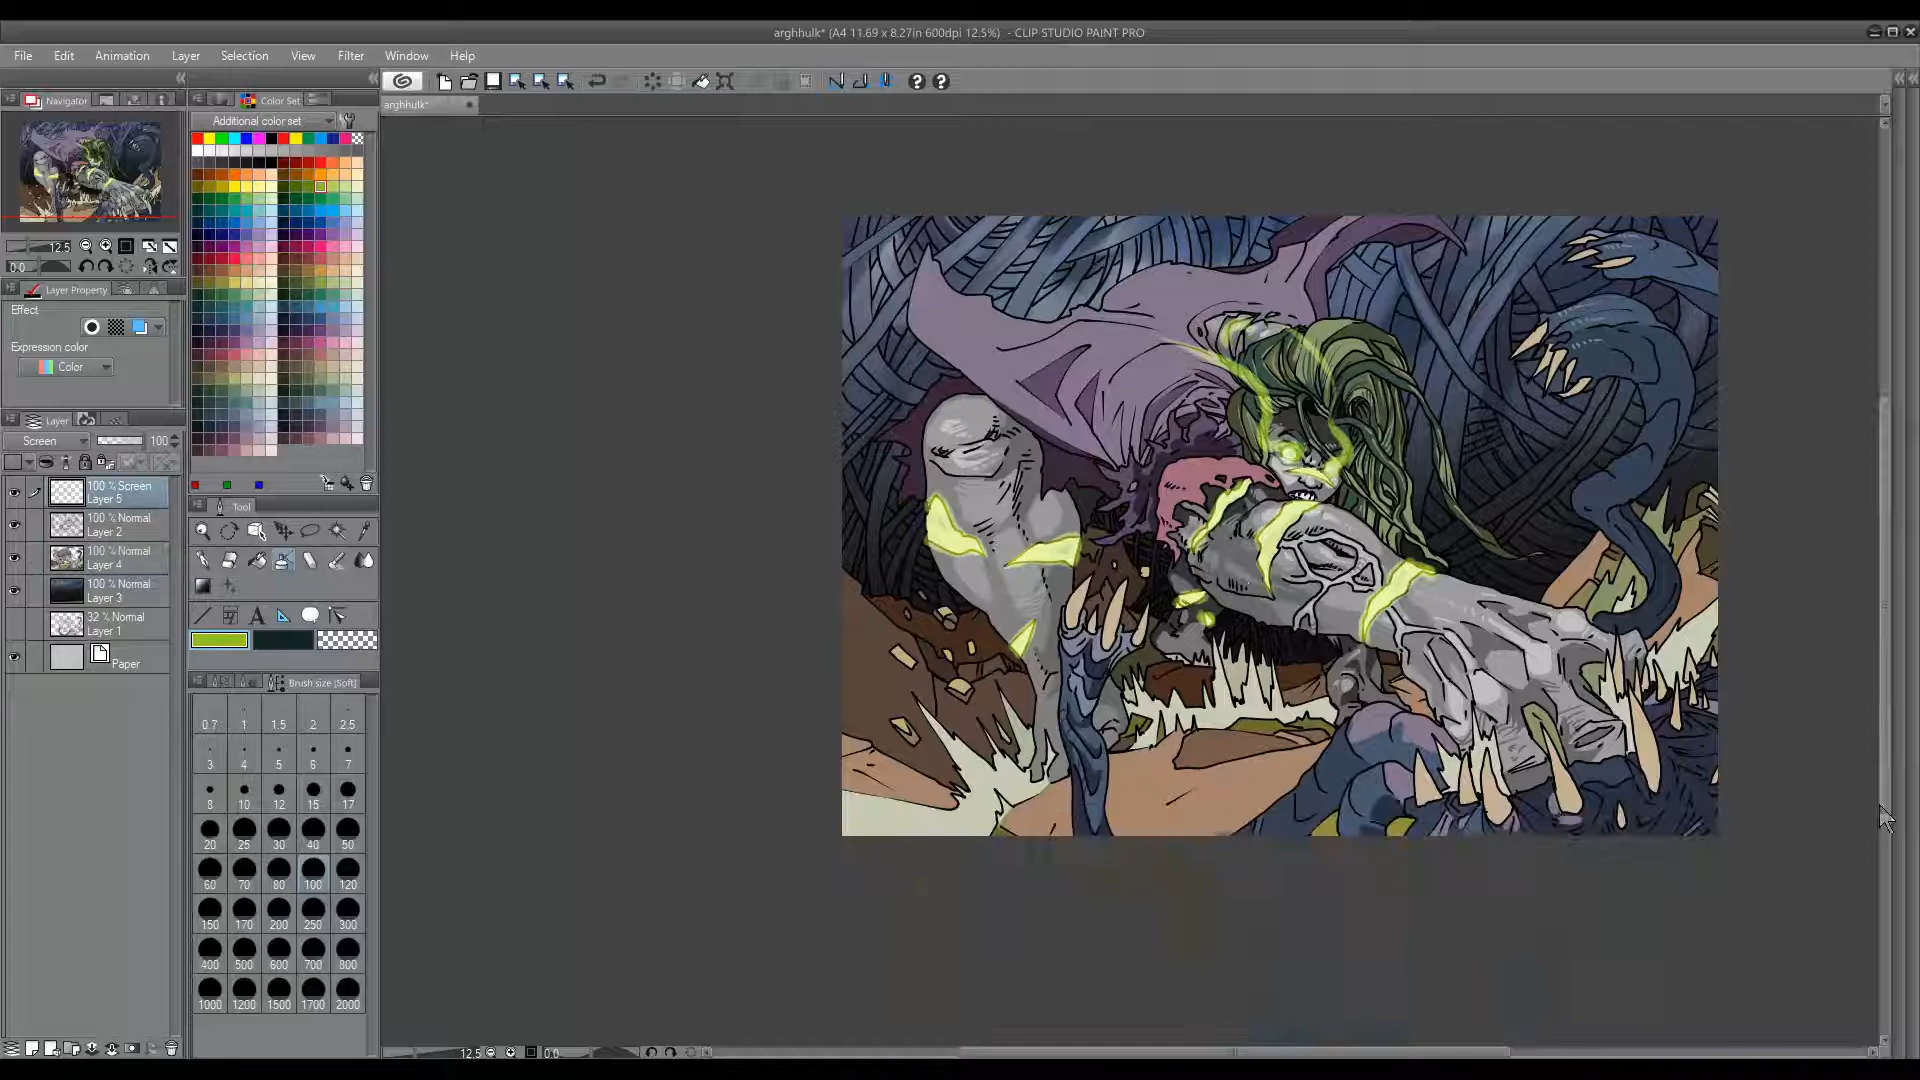 arghhulk* (A4 11.69 x 8.27in 600dpi 12.5%) - CLIP STUDIO PAINT PRO
File Edit Animation Layer Selection View Filter Window Help
Navigator
Color Set
arghhulk*
Additional color set
12.5
0.0
Layer Property
Effect
Expression color
Color
Layer
Screen 100
100 % Screen
Layer 5
100 % Normal
Layer 2
100 % Normal
Layer 4
100 % Normal
Layer 3
32 % Normal
Layer 1
Paper
Tool
Brush size [Soft]
0.7 1 1.5 2 2.5
3 4 5 6 7
8 10 12 15 17
20 25 30 40 50
60 70 80 100 120
150 170 200 250 300
400 500 600 700 800
1000 1200 1500 1700 2000
12.5 0.0